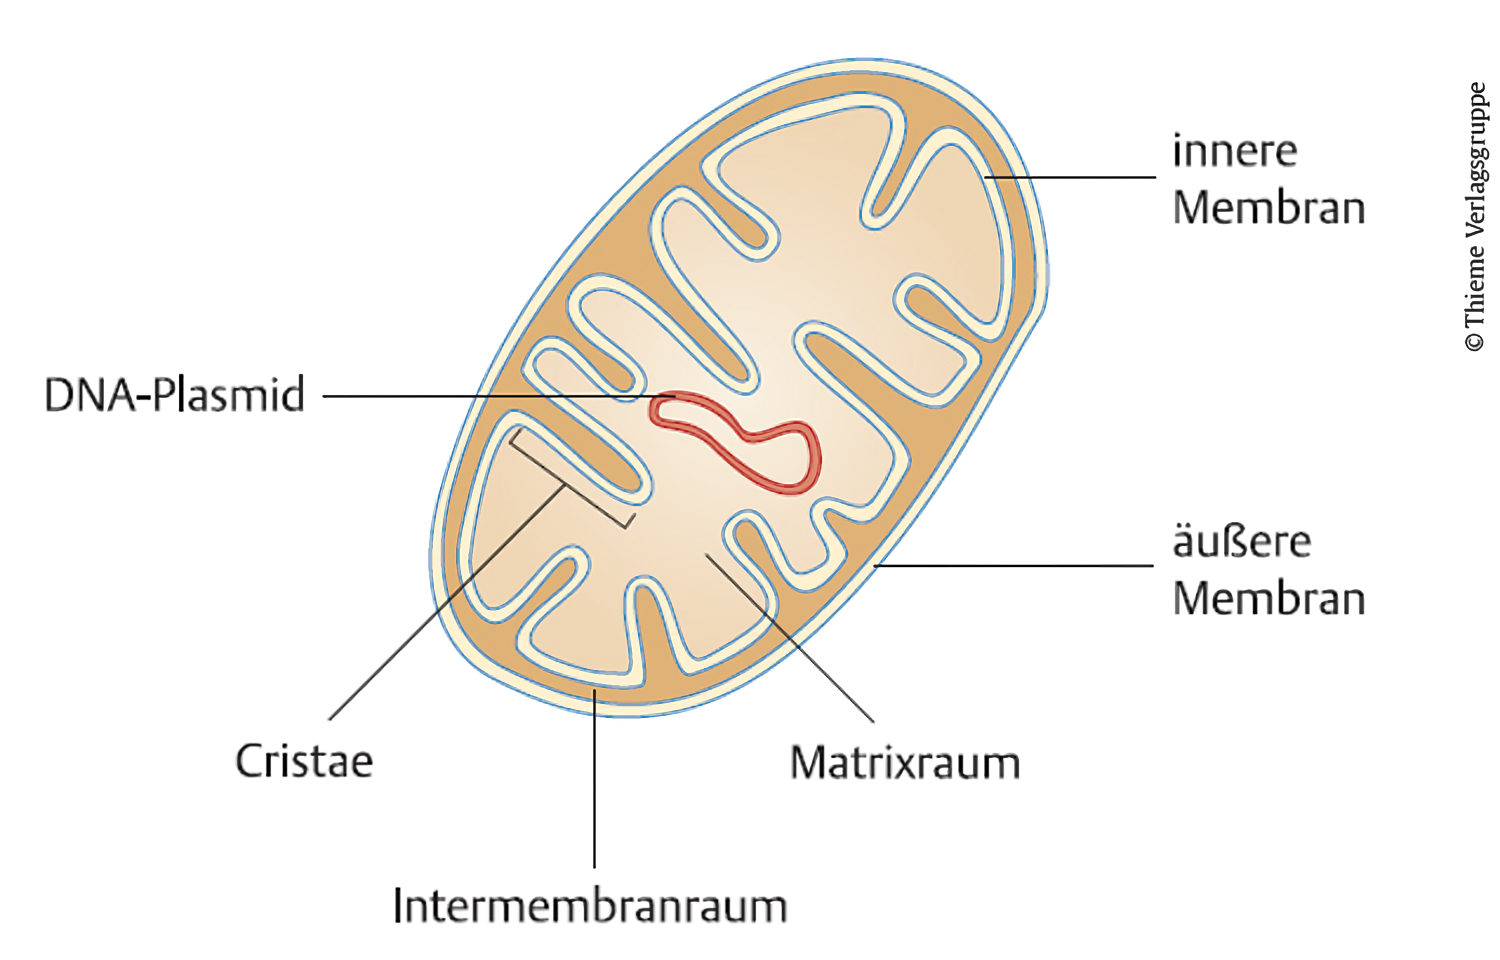 innere
Membran
DNA-Plasmid
äußere
Membran
Cristae
Matrixraum
Intermembranraum
© Thieme Verlagsgruppe